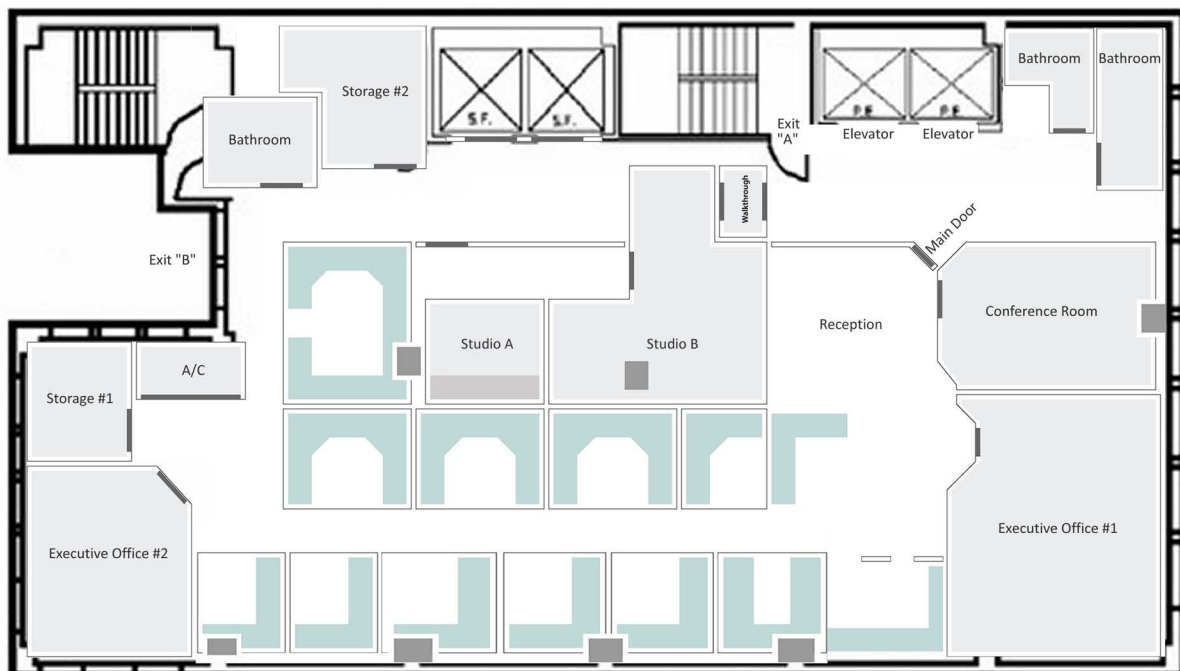 Bathroom
Bathroom
Storage #2
S.F.
S.F.
P.E
P.E
Exit
"A"
Elevator
Elevator
Bathroom
Walkthrough
Main Door
Exit "B"
Conference Room
Reception
Studio A
Studio B
A/C
Storage #1
Executive Office #1
Executive Office #2